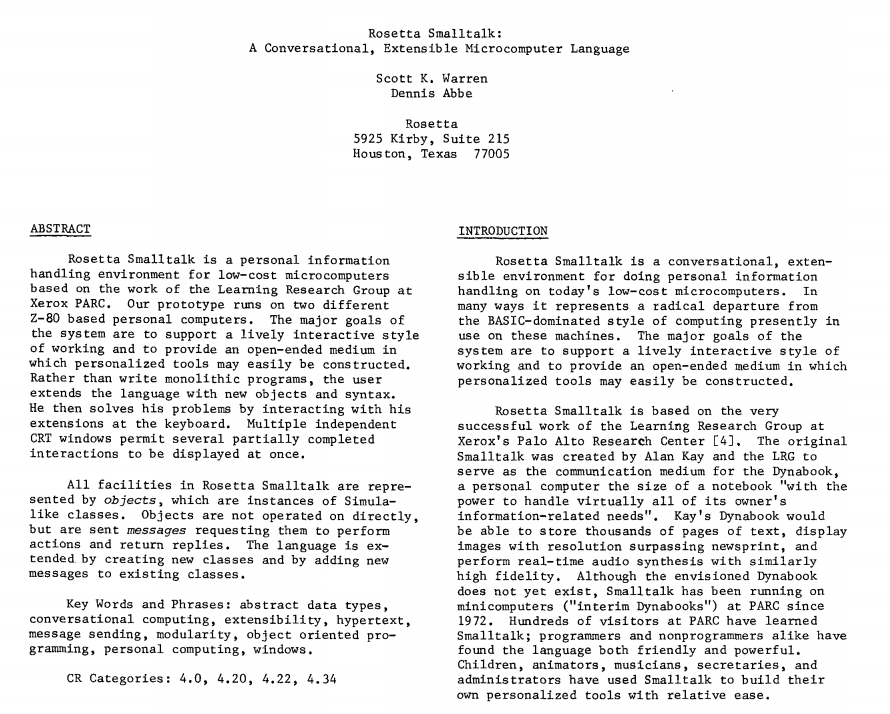 Rosetta Smalltalk:
A Conversational, Extensible Microcomputer Language
Scott K. Warren
Dennis Abbe
Rosetta
5925 Kirby, Suite 215
Houston, Texas 77005
ABSTRACT
Rosetta Smalltalk is a personal information
handling environment for low-cost microcomputers
based on the work of the Learning Research Group at
Xerox PARC. Our prototype runs on two different
Z-80 based personal computers. The major goals of
the system are to support a lively interactive style
of working and to provide an open-ended medium in
which personalized tools may easily be constructed.
Rather than write monolithic programs, the user
extends the language with new objects and syntax.
He then solves his problems by interacting with his
extensions at the keyboard. Multiple independent
CRT windows permit several partially completed
interactions to be displayed at once.
All facilities in Rosetta Smalltalk are repre-
sented by objects, which are instances of Simula-
like classes. Objects are not operated on directly,
but are sent messages requesting them to perform
actions and return replies. The language is ex-
tended by creating new classes and by adding new
messages to existing classes.
Key Words and Phrases: abstract data types,
conversational computing, extensibility, hypertext,
message sending, modularity, object oriented pro-
gramming, personal computing, windows.
CR Categories: 4.0, 4.20, 4.22, 4.34
INTRODUCTION
Rosetta Smalltalk is a conversational, exten-
sible environment for doing personal information
handling on today's low-cost microcomputers. In
many ways it represents a radical departure from
the BASIC-dominated style of computing presently in
use on these machines. The major goals of the
system are to support a lively interactive style of
working and to provide an open-ended medium in which
personalized tools may easily be constructed.
Rosetta Smalltalk is based on the very
successful work of the Learning Research Group at
Xerox's Palo Alto Research Center [4]. The original
Smalltalk was created by Alan Kay and the LRG to
serve as the communication medium for the Dynabook,
a personal computer the size of a notebook "with the
power to handle virtually all of its owner's
information-related needs". Kay's Dynabook would
be able to store thousands of pages of text, display
images with resolution surpassing newsprint, and
perform real-time audio synthesis with similarly
high fidelity. Although the envisioned Dynabook
does not yet exist, Smalltalk has been running on
minicomputers ("interim Dynabooks") at PARC since
1972. Hundreds of visitors at PARC have learned
Smalltalk; programmers and nonprogrammers alike have
found the language both friendly and powerful.
Children, animators, musicians, secretaries, and
administrators have used Smalltalk to build their
own personalized tools with relative ease.